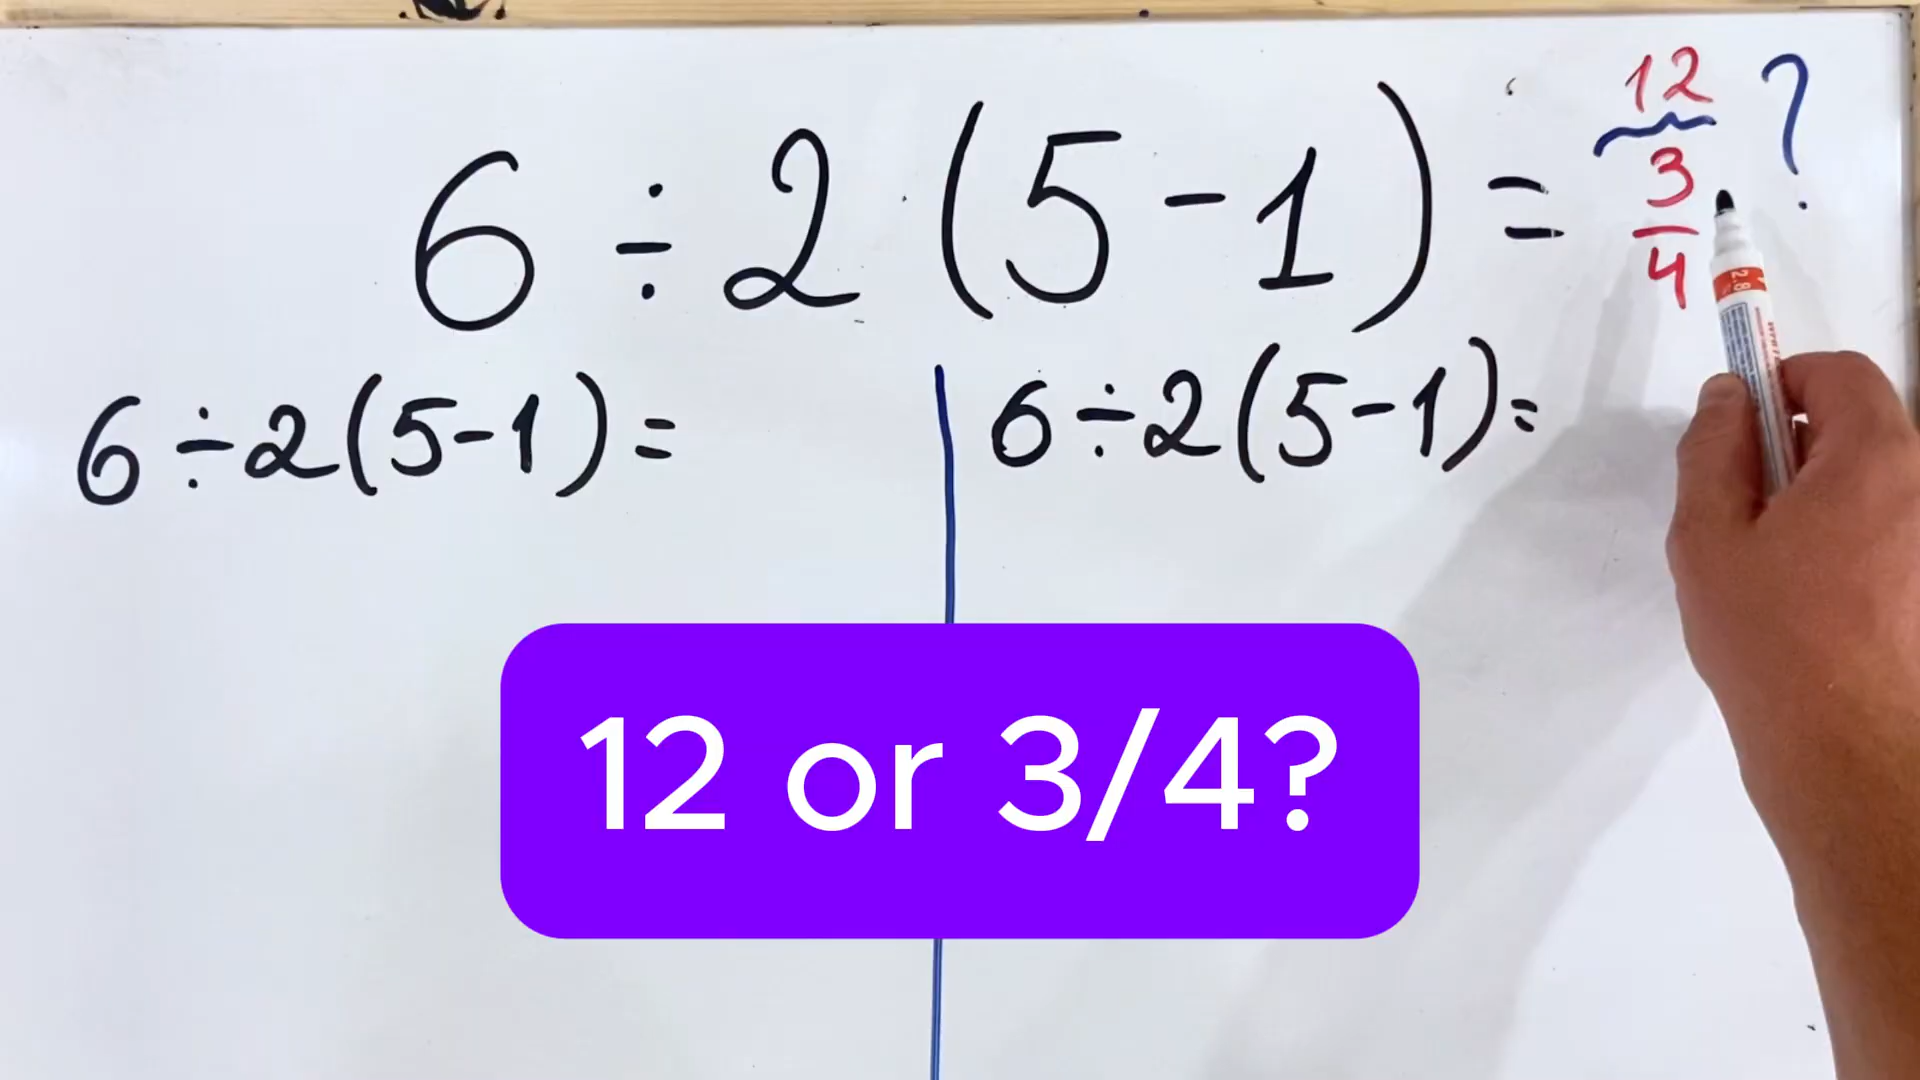 6 ÷ 2 (5 - 1) = 12 ?
3
4
6 ÷ 2 (5 - 1) =
6 ÷ 2 (5 - 1) =
12 or 3/4?